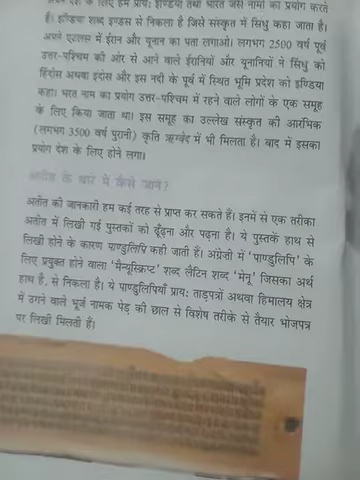 अपने देश के लिए हम प्रायः इण्डिया तथा भारत जैसे नामों का प्रयोग करते
हैं। इण्डिया शब्द इण्डस से निकला है जिसे संस्कृत में सिंधु कहा जाता है।
अपने एटलस में ईरान और यूनान का पता लगाओ। लगभग 2500 वर्ष पूर्व
उत्तर-पश्चिम की ओर से आने वाले ईरानियों और यूनानियों ने सिंधु को
हिंदोस अथवा इंदोस और इस नदी के पूर्व में स्थित भूमि प्रदेश को इण्डिया
कहा। भरत नाम का प्रयोग उत्तर-पश्चिम में रहने वाले लोगों के एक समूह
के लिए किया जाता था। इस समूह का उल्लेख संस्कृत की आरंभिक
(लगभग 3500 वर्ष पुरानी) कृति ऋग्वेद में भी मिलता है। बाद में इसका
प्रयोग देश के लिए होने लगा।
अतीत के बारे में कैसे जानें?
अतीत की जानकारी हम कई तरह से प्राप्त कर सकते हैं। इनमें से एक तरीका
अतीत में लिखी गई पुस्तकों को ढूँढ़ना और पढ़ना है। ये पुस्तकें हाथ से
लिखी होने के कारण पाण्डुलिपि कही जाती हैं। अंग्रेज़ी में 'पाण्डुलिपि' के
लिए प्रयुक्त होने वाला 'मैन्यूस्क्रिप्ट' शब्द लैटिन शब्द 'मेनू' जिसका अर्थ
हाथ है, से निकला है। ये पाण्डुलिपियाँ प्रायः ताड़पत्रों अथवा हिमालय क्षेत्र
में उगने वाले भूर्ज नामक पेड़ की छाल से विशेष तरीके से तैयार भोजपत्र
पर लिखी मिलती हैं।